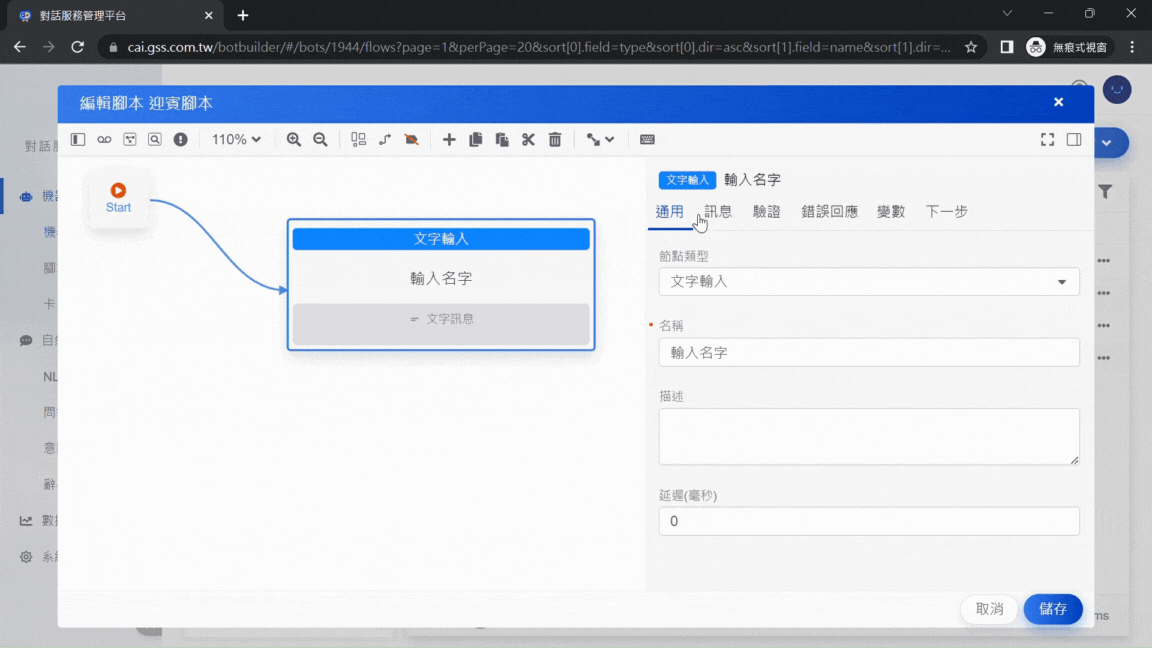 對話服務管理平台
cai.gss.com.tw/botbuilder/#/bots/1944/flows?page=1&perPage=20&sort[0].field=type&sort[0].dir=asc&sort[1].field=name&sort[1].dir=...
無痕式視窗
編輯腳本 迎賓腳本
110%
Start
文字輸入
輸入名字
文字訊息
文字輸入 輸入名字
通用 訊息 驗證 錯誤回應 變數 下一步
節點類型
文字輸入
名稱
輸入名字
描述
延遲(毫秒)
0
取消 儲存
對話
機
機
卡
自
NL
問
意
辭
數
系
ms